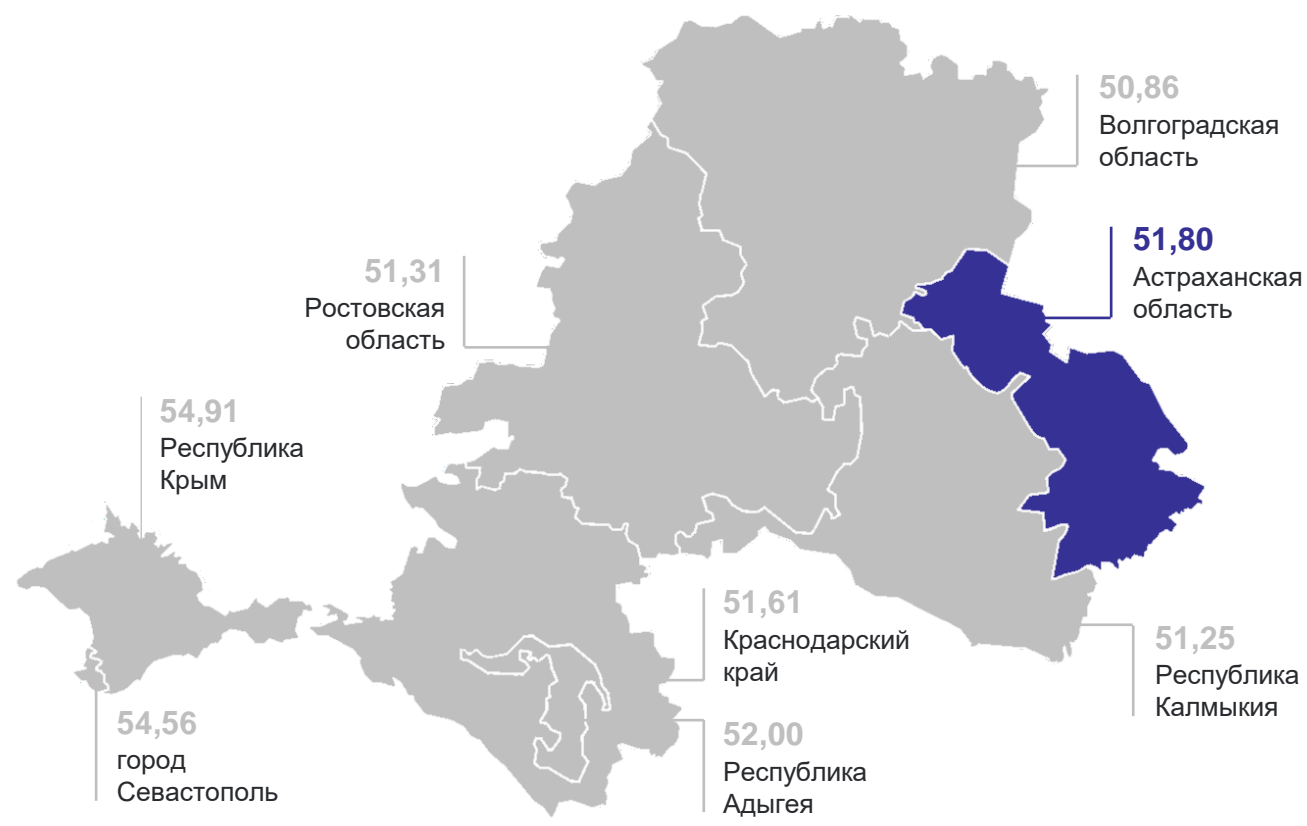 50,86
Волгоградская
область
51,80
Астраханская
область
51,31
Ростовская
область
54,91
Республика
Крым
51,61
Краснодарский
край
51,25
Республика
Калмыкия
54,56
город
Севастополь
52,00
Республика
Адыгея